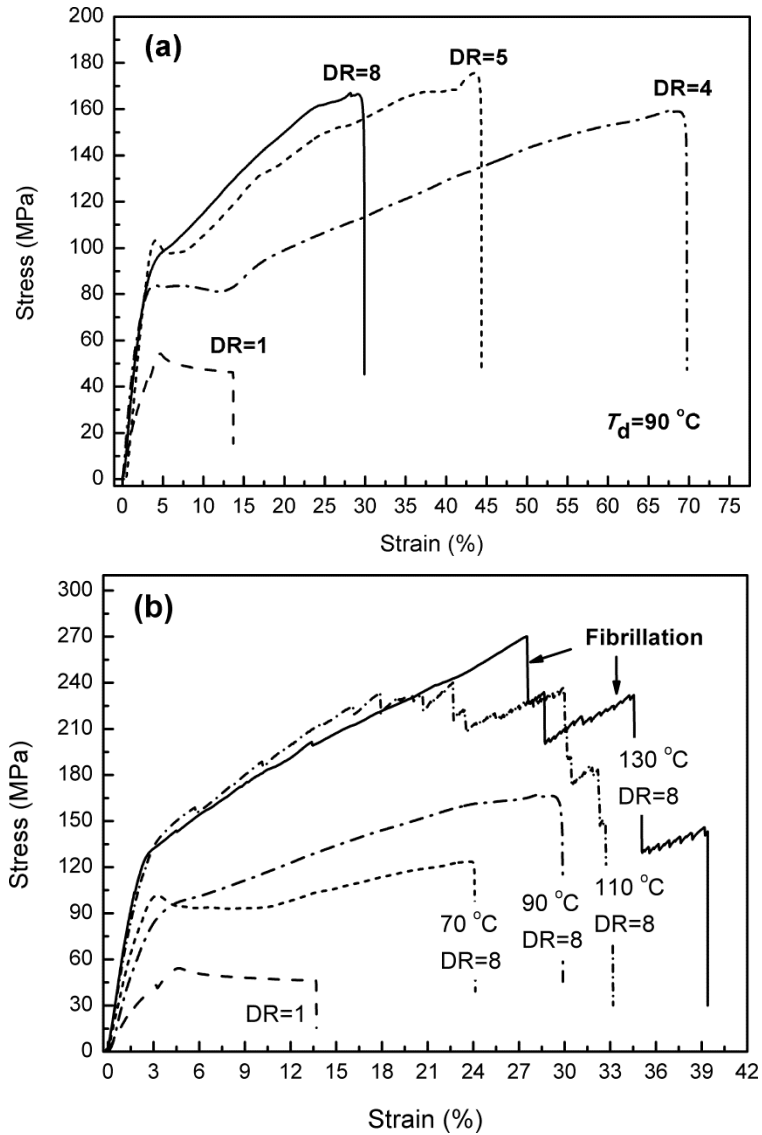 (a)
DR=8
DR=5
DR=4
DR=1
T_d=90 °C
Stress (MPa)
200
180
160
140
120
100
80
60
40
20
0
0 5 10 15 20 25 30 35 40 45 50 55 60 65 70 75
Strain (%)
(b)
Fibrillation
130 °C
DR=8
110 °C
DR=8
90 °C
DR=8
70 °C
DR=8
DR=1
Stress (MPa)
300
270
240
210
180
150
120
90
60
30
0
0 3 6 9 12 15 18 21 24 27 30 33 36 39 42
Strain (%)